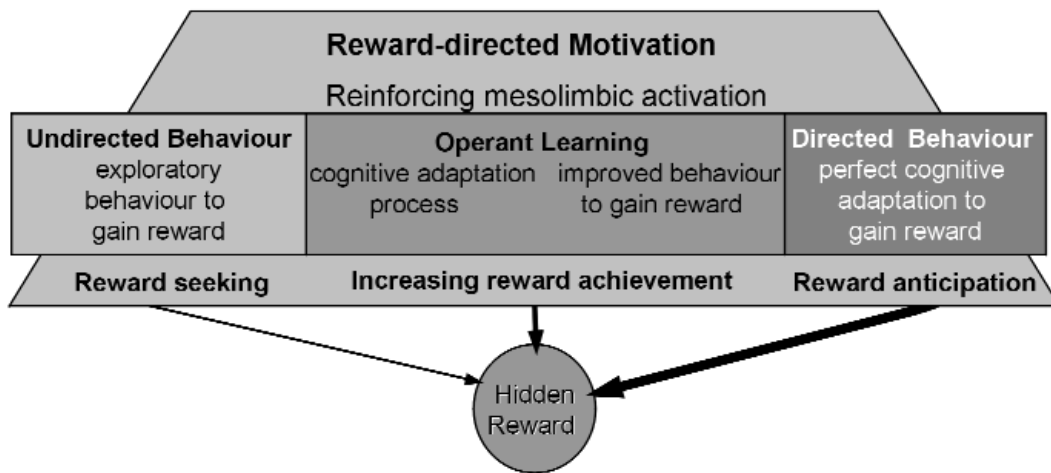 Reward-directed Motivation
Reinforcing mesolimbic activation
Undirected Behaviour
exploratory
behaviour to
gain reward
Operant Learning
cognitive adaptation
process
improved behaviour
to gain reward
Directed Behaviour
perfect cognitive
adaptation to
gain reward
Reward seeking
Increasing reward achievement
Reward anticipation
Hidden
Reward